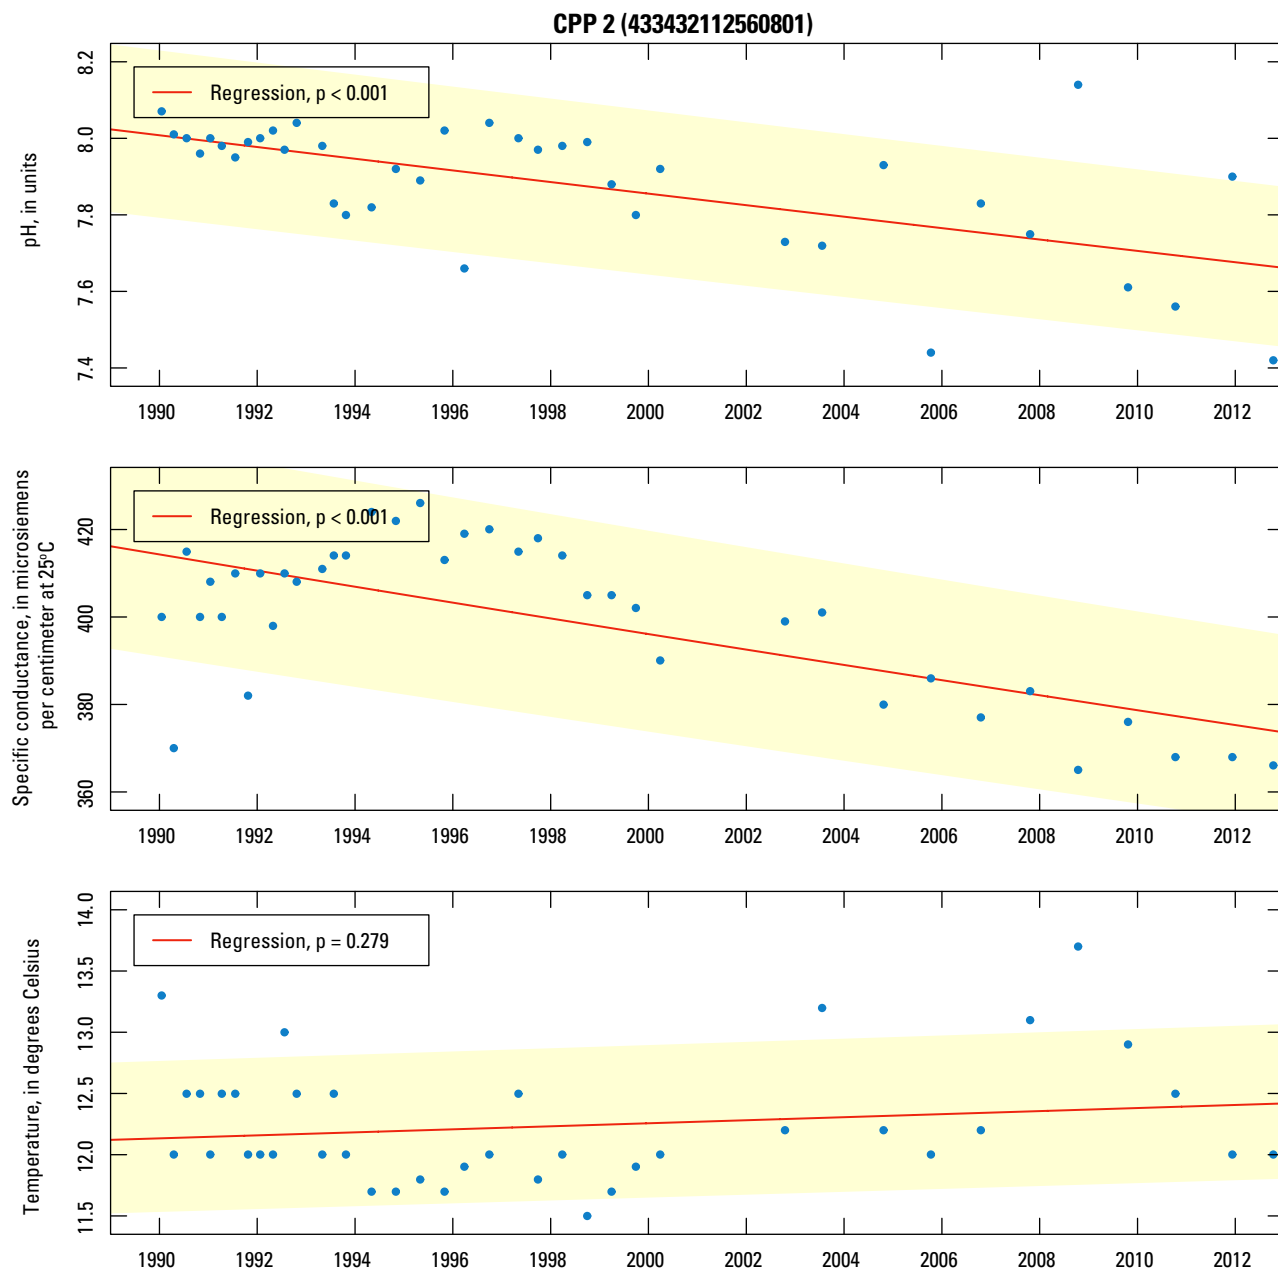 CPP 2 (433432112560801)
8.2
8.0
7.8
7.6
7.4
pH, in units
Regression, p < 0.001
1990 1992 1994 1996 1998 2000 2002 2004 2006 2008 2010 2012
420
400
380
360
Specific conductance, in microsiemens
per centimeter at 25°C
Regression, p < 0.001
1990 1992 1994 1996 1998 2000 2002 2004 2006 2008 2010 2012
14.0
13.5
13.0
12.5
12.0
11.5
Temperature, in degrees Celsius
Regression, p = 0.279
1990 1992 1994 1996 1998 2000 2002 2004 2006 2008 2010 2012